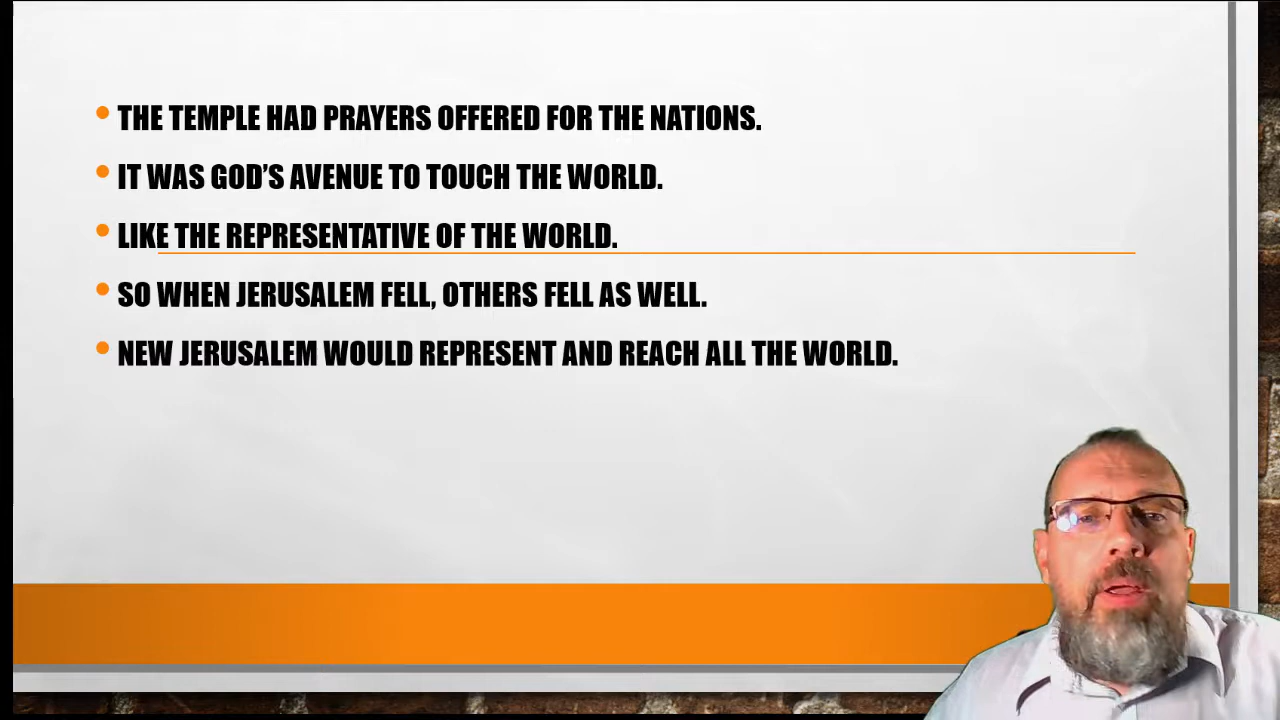 THE TEMPLE HAD PRAYERS OFFERED FOR THE NATIONS.
IT WAS GOD’S AVENUE TO TOUCH THE WORLD.
LIKE THE REPRESENTATIVE OF THE WORLD.
SO WHEN JERUSALEM FELL, OTHERS FELL AS WELL.
NEW JERUSALEM WOULD REPRESENT AND REACH ALL THE WORLD.